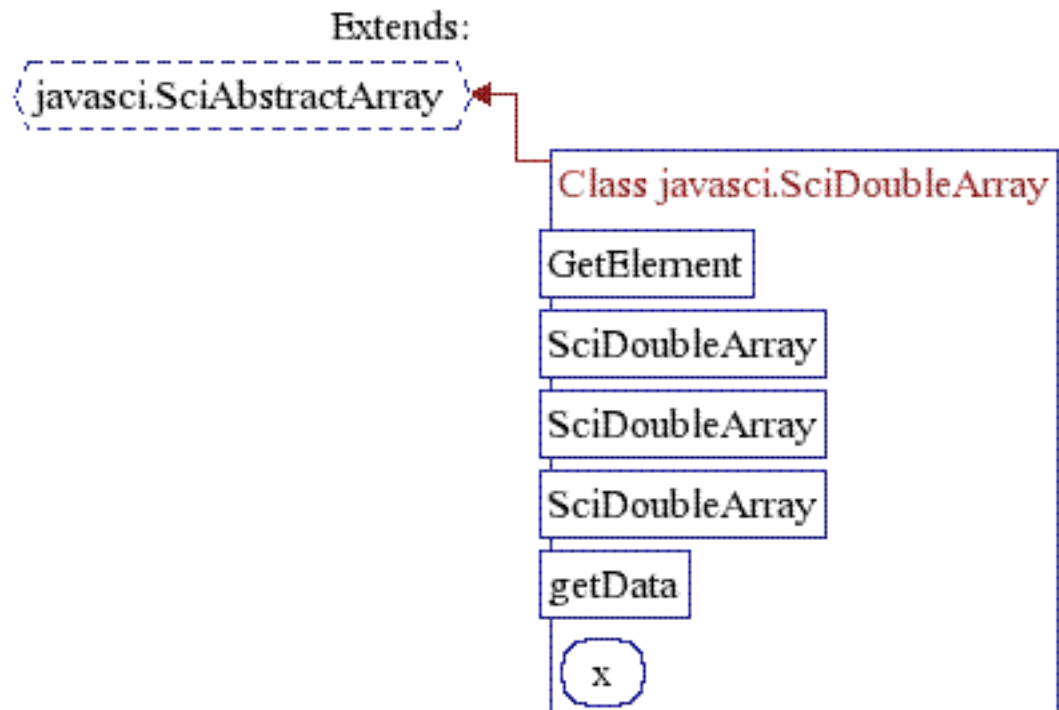 Extends:
javasci.SciAbstractArray
Class javasci.SciDoubleArray
GetElement
SciDoubleArray
SciDoubleArray
SciDoubleArray
getData
x